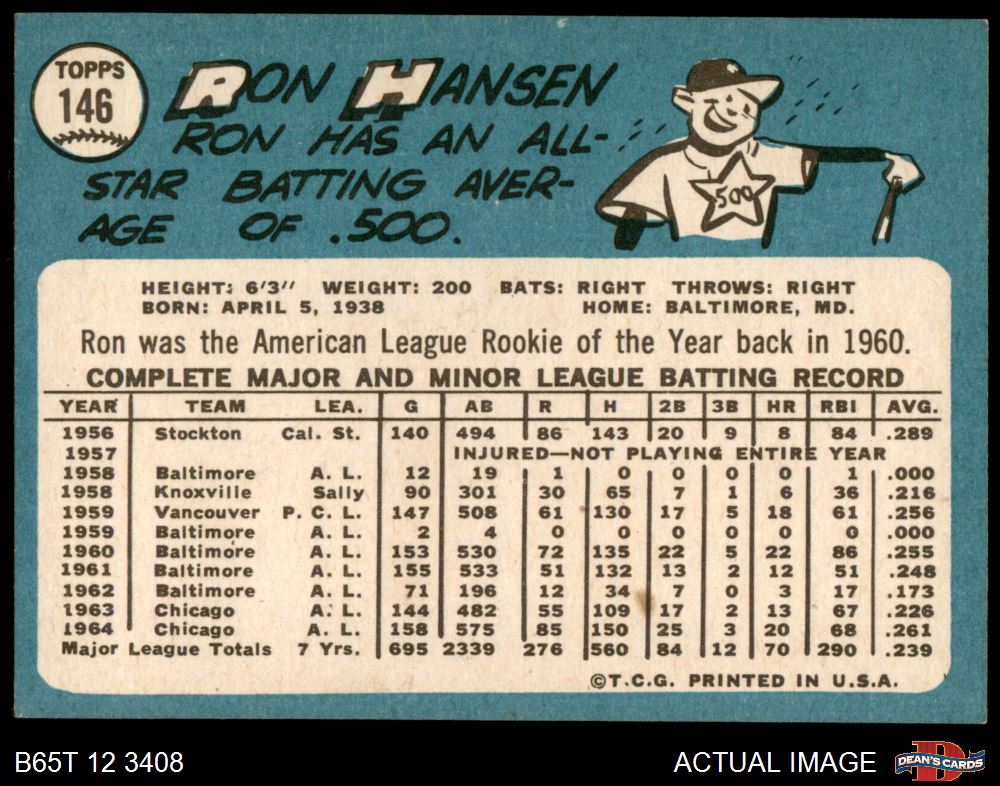 TOPPS
146
RON HANSEN
RON HAS AN ALL-
STAR BATTING AVER-
AGE OF .500.
500
HEIGHT: 6'3" WEIGHT: 200 BATS: RIGHT THROWS: RIGHT
BORN: APRIL 5, 1938 HOME: BALTIMORE, MD.
Ron was the American League Rookie of the Year back in 1960.
COMPLETE MAJOR AND MINOR LEAGUE BATTING RECORD
YEAR TEAM LEA. G AB R H 2B 3B HR RBI AVG.
1956 Stockton Cal. St. 140 494 86 143 20 9 8 84 .289
1957 INJURED—NOT PLAYING ENTIRE YEAR
1958 Baltimore A. L. 12 19 1 0 0 0 0 1 .000
1958 Knoxville Sally 90 301 30 65 7 1 6 36 .216
1959 Vancouver P. C. L. 147 508 61 130 17 5 18 61 .256
1959 Baltimore A. L. 2 4 0 0 0 0 0 0 .000
1960 Baltimore A. L. 153 530 72 135 22 5 22 86 .255
1961 Baltimore A. L. 155 533 51 132 13 2 12 51 .248
1962 Baltimore A. L. 71 196 12 34 7 0 3 17 .173
1963 Chicago A. L. 144 482 55 109 17 2 13 67 .226
1964 Chicago A. L. 158 575 85 150 25 3 20 68 .261
Major League Totals 7 Yrs. 695 2339 276 560 84 12 70 290 .239
©T.C.G. PRINTED IN U.S.A.
B65T 12 3408 ACTUAL IMAGE
D
DEAN'S CARDS